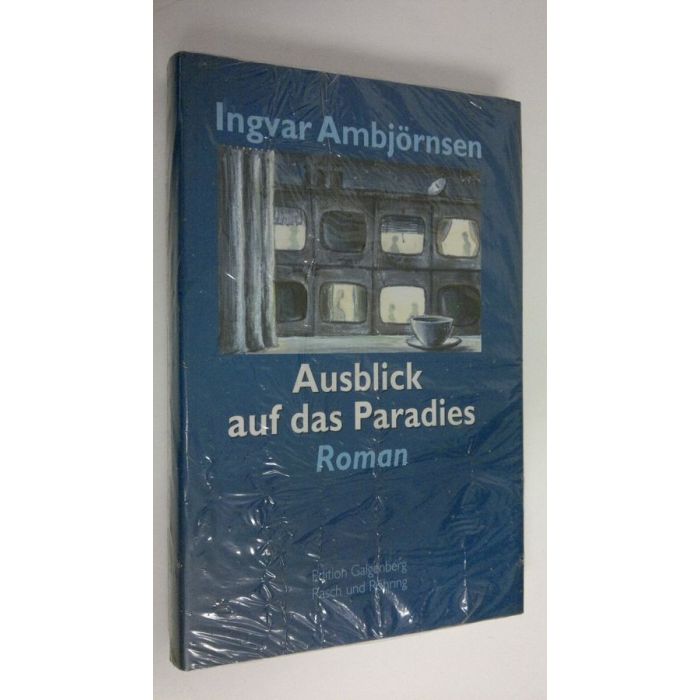 Ingvar Ambjörnsen
Ausblick
auf das Paradies
Roman
Edition Galgenberg
Rasch und Röhring